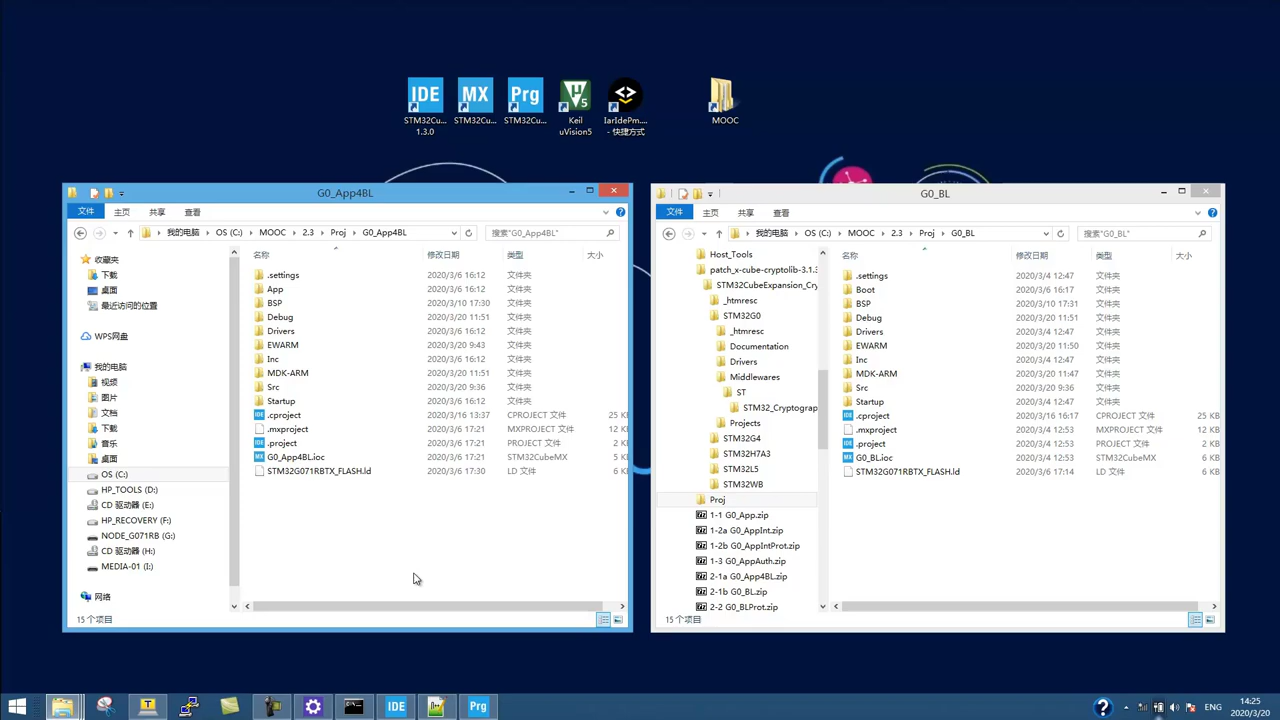 IDE
STM32Cu...
1.3.0
MX
STM32Cu...
Prg
STM32Cu...
Keil
uVision5
IarIdePm....
- 快捷方式
MOOC
G0_App4BL
文件 主页 共享 查看
我的电脑 OS (C:) MOOC 2.3 Proj G0_App4BL
搜索"G0_App4BL"
收藏夹
下载
桌面
最近访问的位置
WPS网盘
我的电脑
视频
图片
文档
下载
音乐
桌面
OS (C:)
HP_TOOLS (D:)
CD 驱动器 (E:)
HP_RECOVERY (F:)
NODE_G071RB (G:)
CD 驱动器 (H:)
MEDIA-01 (I:)
网络
名称 修改日期 类型 大小
.settings 2020/3/6 16:12 文件夹
App 2020/3/6 16:12 文件夹
BSP 2020/3/10 17:30 文件夹
Debug 2020/3/20 11:51 文件夹
Drivers 2020/3/6 16:12 文件夹
EWARM 2020/3/20 9:43 文件夹
Inc 2020/3/6 16:12 文件夹
MDK-ARM 2020/3/20 11:51 文件夹
Src 2020/3/20 9:36 文件夹
Startup 2020/3/6 16:12 文件夹
.cproject 2020/3/16 13:37 CPROJECT 文件 25 KB
.mxproject 2020/3/6 17:21 MXPROJECT 文件 12 KB
.project 2020/3/6 17:21 PROJECT 文件 2 KB
G0_App4BL.ioc 2020/3/6 17:21 STM32CubeMX 5 KB
STM32G071RBTX_FLASH.ld 2020/3/6 17:30 LD 文件 6 KB
15 个项目
G0_BL
文件 主页 共享 查看
我的电脑 OS (C:) MOOC 2.3 Proj G0_BL
搜索"G0_BL"
Host_Tools
patch_x-cube-cryptolib-3.1.3
STM32CubeExpansion_Cry
_htmresc
STM32G0
_htmresc
Documentation
Drivers
Middlewares
ST
STM32_Cryptograp
Projects
STM32G4
STM32H7A3
STM32L5
STM32WB
Proj
1-1 G0_App.zip
1-2a G0_AppInt.zip
1-2b G0_AppIntProt.zip
1-3 G0_AppAuth.zip
2-1a G0_App4BL.zip
2-1b G0_BL.zip
2-2 G0_BLProt.zip
名称 修改日期 类型 大小
.settings 2020/3/4 12:47 文件夹
Boot 2020/3/6 16:17 文件夹
BSP 2020/3/10 17:31 文件夹
Debug 2020/3/20 11:51 文件夹
Drivers 2020/3/4 12:47 文件夹
EWARM 2020/3/20 11:50 文件夹
Inc 2020/3/4 12:47 文件夹
MDK-ARM 2020/3/20 11:47 文件夹
Src 2020/3/20 9:36 文件夹
Startup 2020/3/4 12:47 文件夹
.cproject 2020/3/16 16:17 CPROJECT 文件 25 KB
.mxproject 2020/3/4 12:53 MXPROJECT 文件 12 KB
.project 2020/3/4 12:53 PROJECT 文件 2 KB
G0_BL.ioc 2020/3/4 12:53 STM32CubeMX 6 KB
STM32G071RBTX_FLASH.ld 2020/3/6 17:14 LD 文件 6 KB
15 个项目
IDE
Prg
ENG
14:25
2020/3/20